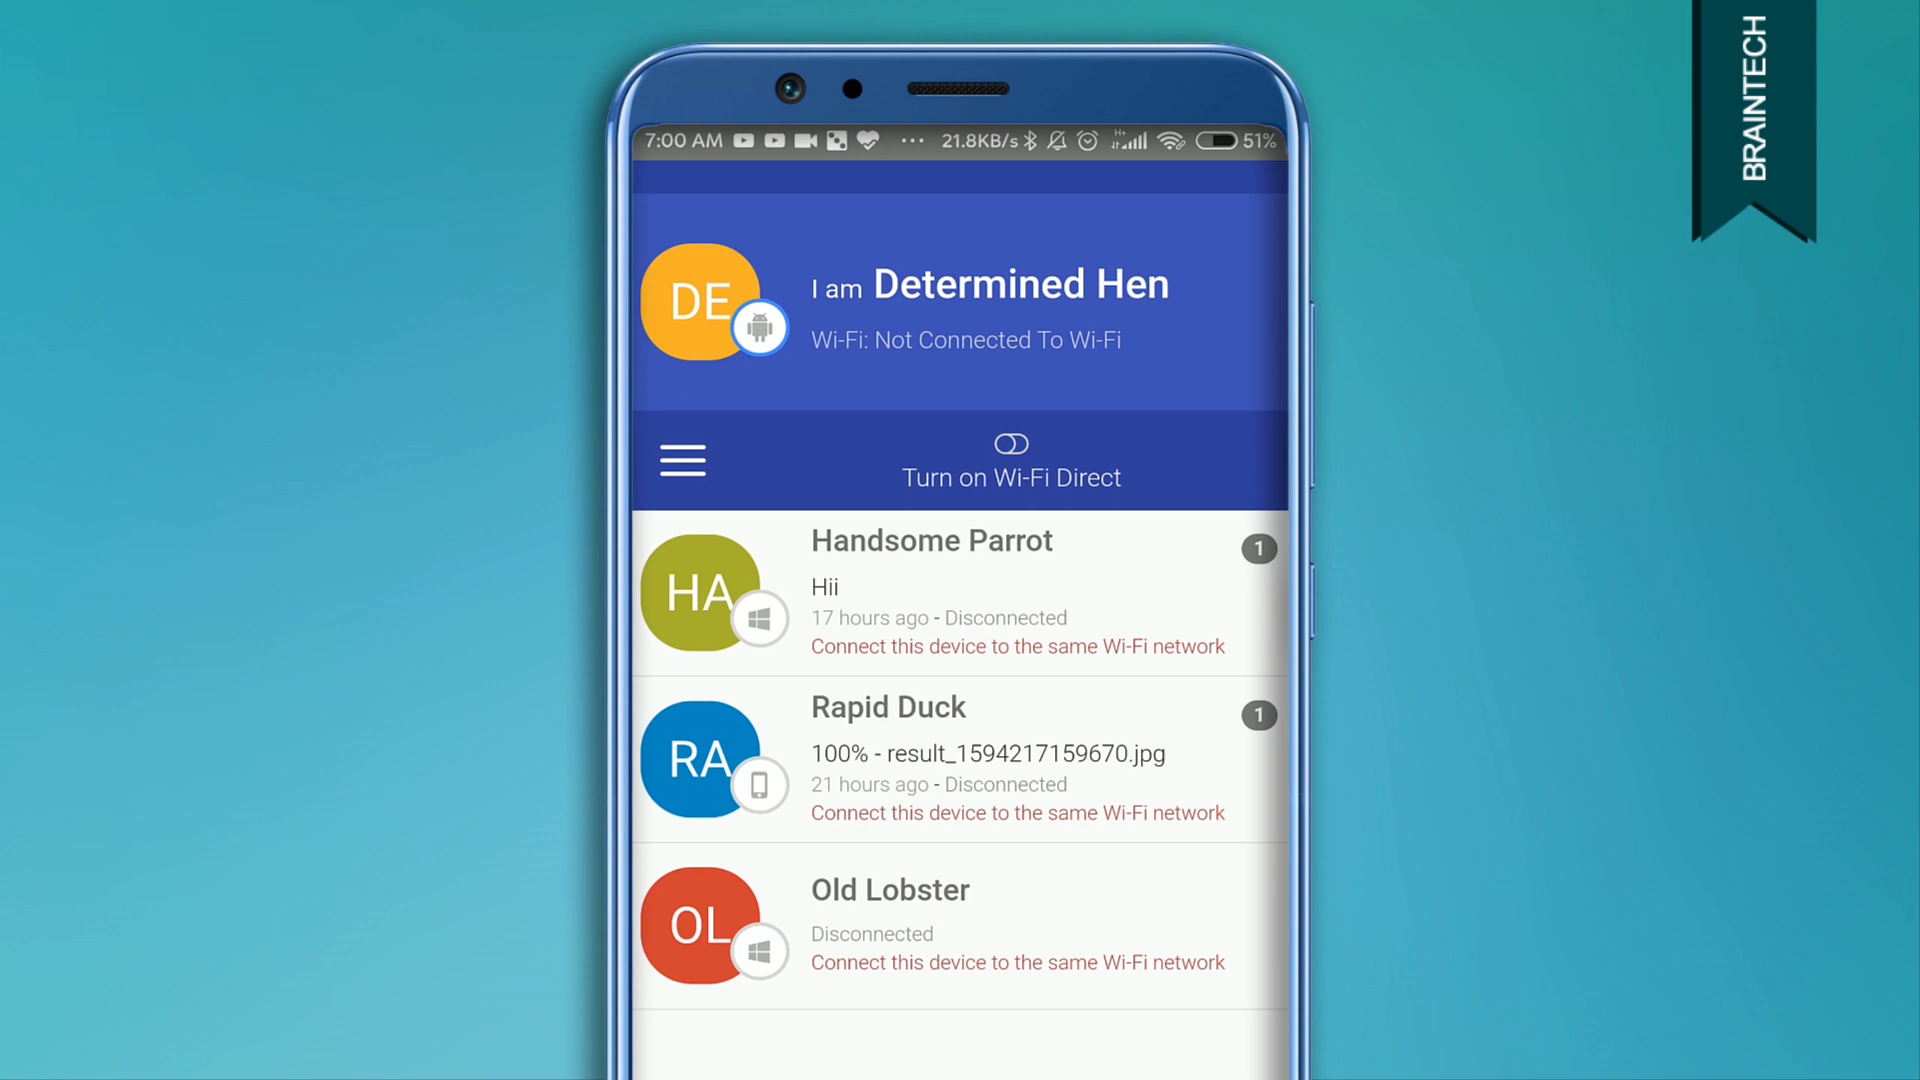 BRAINTECH
7:00 AM ... 21.8KB/s H+ 51%
DE
I am Determined Hen
Wi-Fi: Not Connected To Wi-Fi
Turn on Wi-Fi Direct
HA
Handsome Parrot
1
Hii
17 hours ago - Disconnected
Connect this device to the same Wi-Fi network
RA
Rapid Duck
1
100% - result_1594217159670.jpg
21 hours ago - Disconnected
Connect this device to the same Wi-Fi network
OL
Old Lobster
Disconnected
Connect this device to the same Wi-Fi network